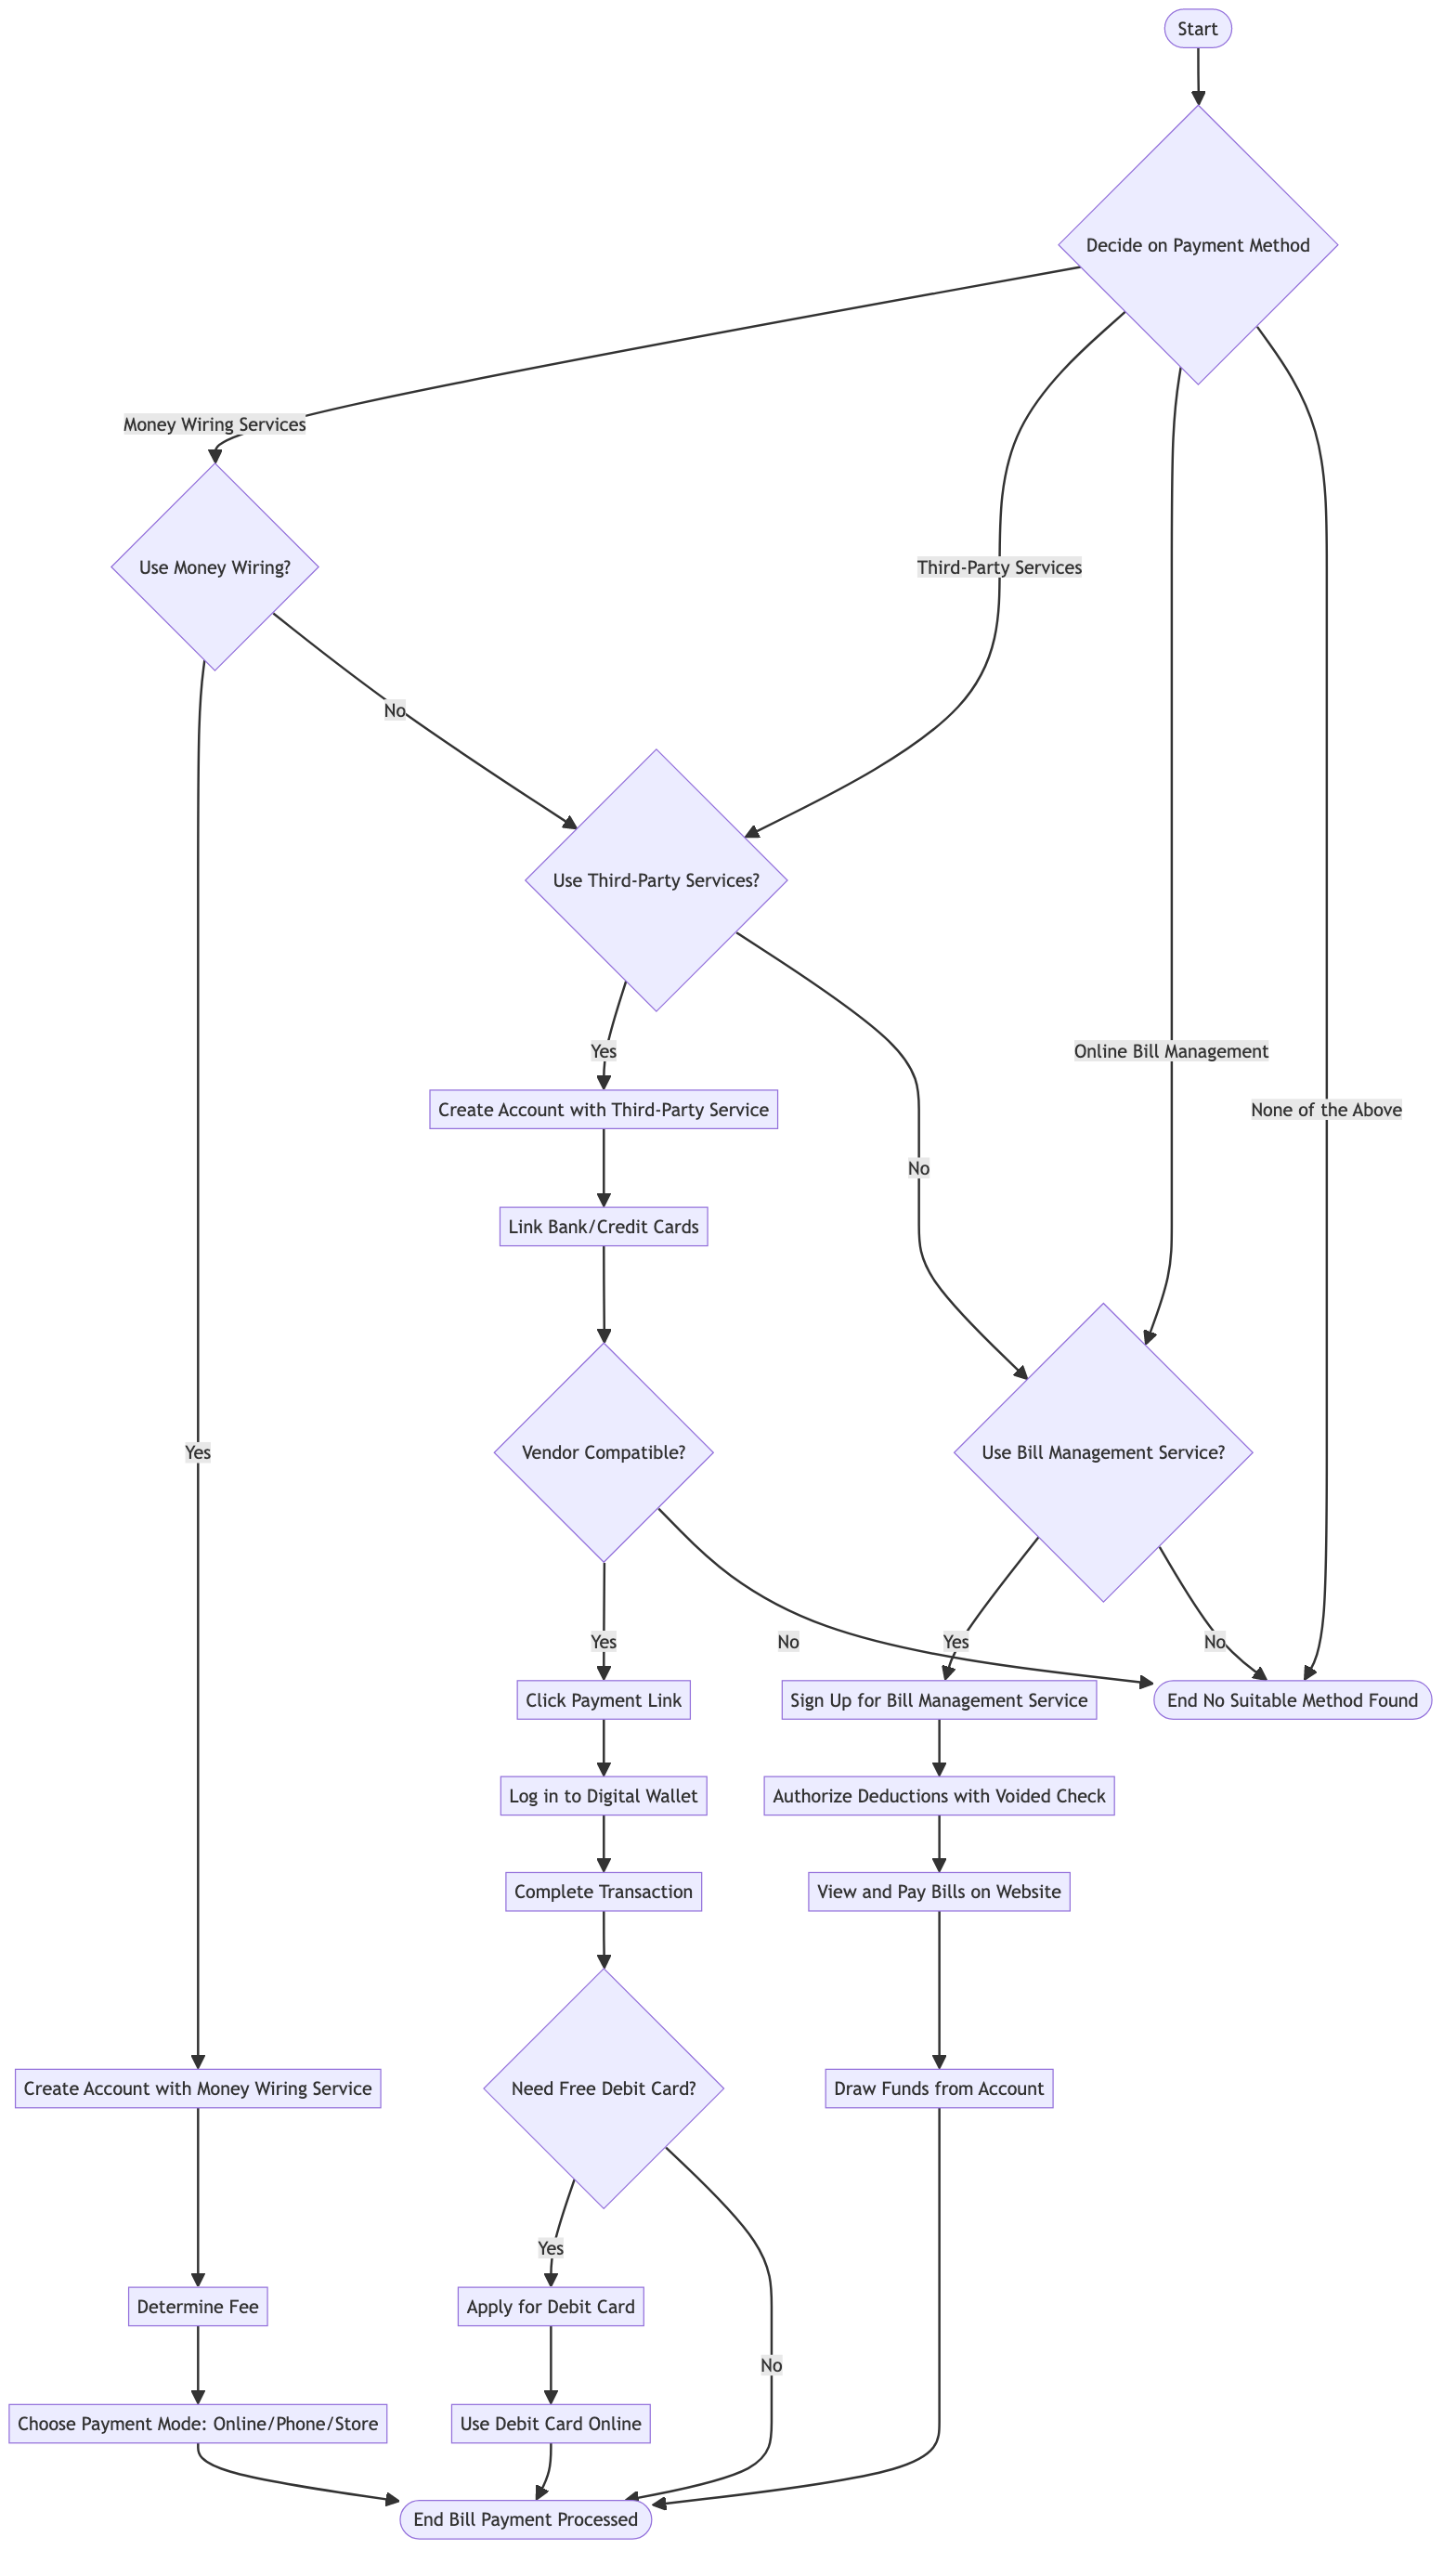 Start
Decide on Payment Method
Money Wiring Services
Use Money Wiring?
Third-Party Services
No
Use Third-Party Services?
Yes
Online Bill Management
Create Account with Third-Party Service
None of the Above
No
Link Bank/Credit Cards
Yes
Vendor Compatible?
Use Bill Management Service?
Yes
No
Yes
No
Click Payment Link
Sign Up for Bill Management Service
End No Suitable Method Found
Log in to Digital Wallet
Authorize Deductions with Voided Check
Complete Transaction
View and Pay Bills on Website
Create Account with Money Wiring Service
Need Free Debit Card?
Draw Funds from Account
Yes
Determine Fee
Apply for Debit Card
No
Choose Payment Mode: Online/Phone/Store
Use Debit Card Online
End Bill Payment Processed